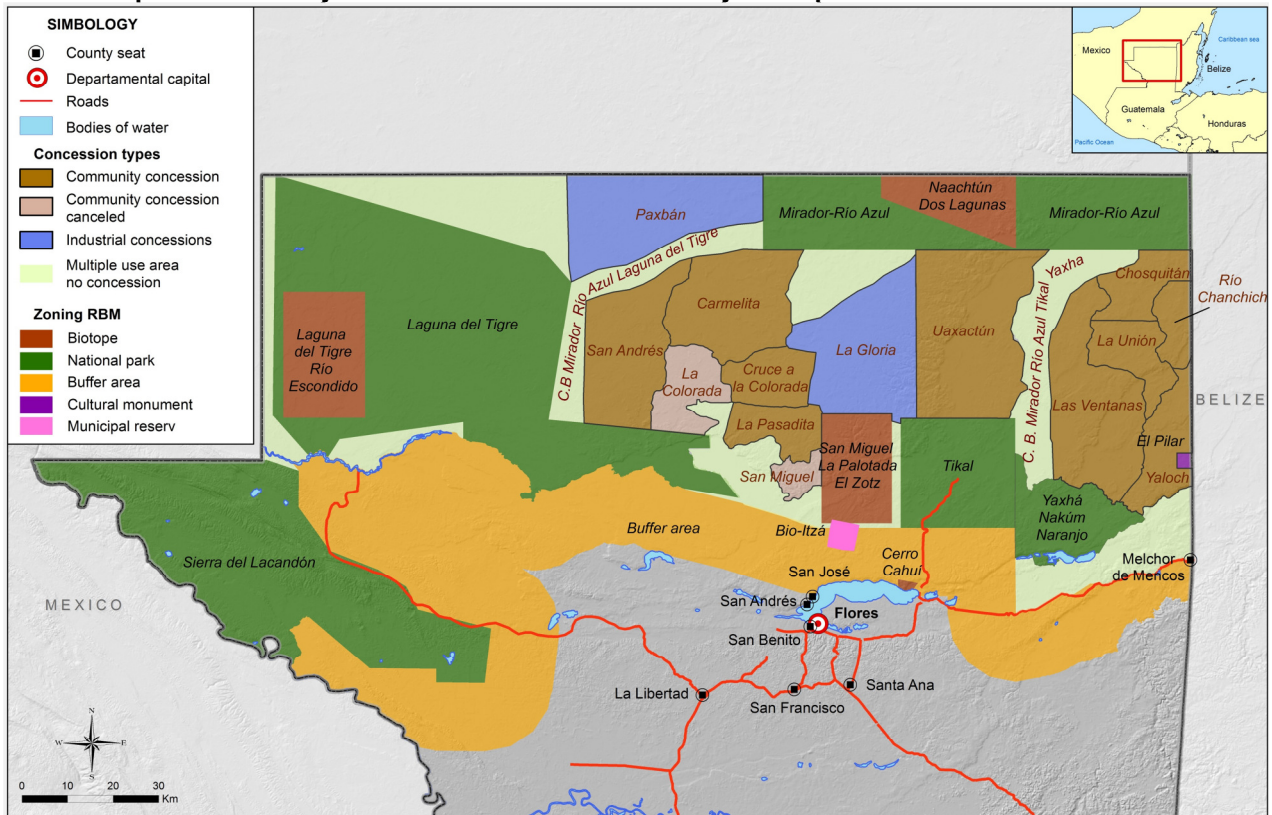 SIMBOLOGY
County seat
Departamental capital
Roads
Bodies of water
Concession types
Community concession
Community concession
canceled
Industrial concessions
Multiple use area
no concession
Zoning RBM
Biotope
National park
Buffer area
Cultural monument
Municipal reserv
Mexico
Caribbean sea
Belize
Guatemala
Honduras
Pacific Ocean
Paxbán
Mirador-Río Azul
Naachtún
Dos Lagunas
Mirador-Río Azul
C.B Mirador Río Azul Laguna del Tigre
Laguna del Tigre
Laguna
del Tigre
Río
Escondido
San Andrés
Carmelita
La
Colorada
Cruce a
la Colorada
La Gloria
Uaxactún
C. B. Mirador Río Azul Tikal Yaxha
Chosquitán
Río
Chanchich
La Unión
Las Ventanas
BELIZE
La Pasadita
San Miguel
San Miguel
La Palotada
El Zotz
Tikal
El Pilar
Yaloch
Yaxhá
Nakúm
Naranjo
Buffer area
Bio-Itzá
Cerro
Cahui
Melchor
de Mencos
Sierra del Lacandón
MEXICO
San José
San Andrés
Flores
San Benito
La Libertad
San Francisco
Santa Ana
N
W
E
S
0 10 20 30
Km